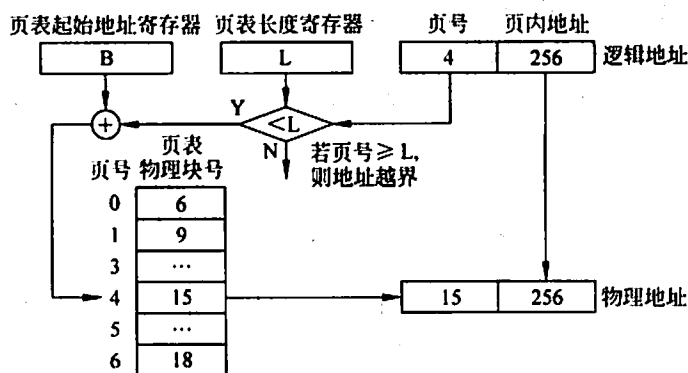 页表起始地址寄存器 页表长度寄存器 页号 页内地址
B L 4 256 逻辑地址
Y
+ <L
N 若页号≥L,
则地址越界
页表
页号 物理块号
0 6
1 9
3 …
4 15 15 256 物理地址
5 …
6 18